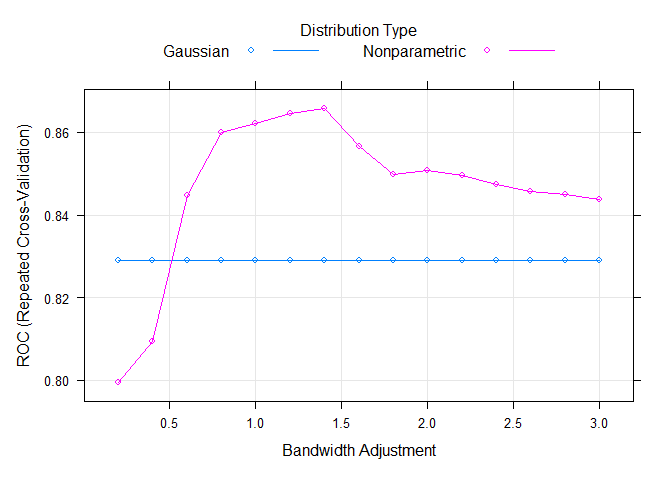 Distribution Type
Gaussian Nonparametric
0.86
0.84
0.82
0.80
ROC (Repeated Cross-Validation)
0.5 1.0 1.5 2.0 2.5 3.0
Bandwidth Adjustment